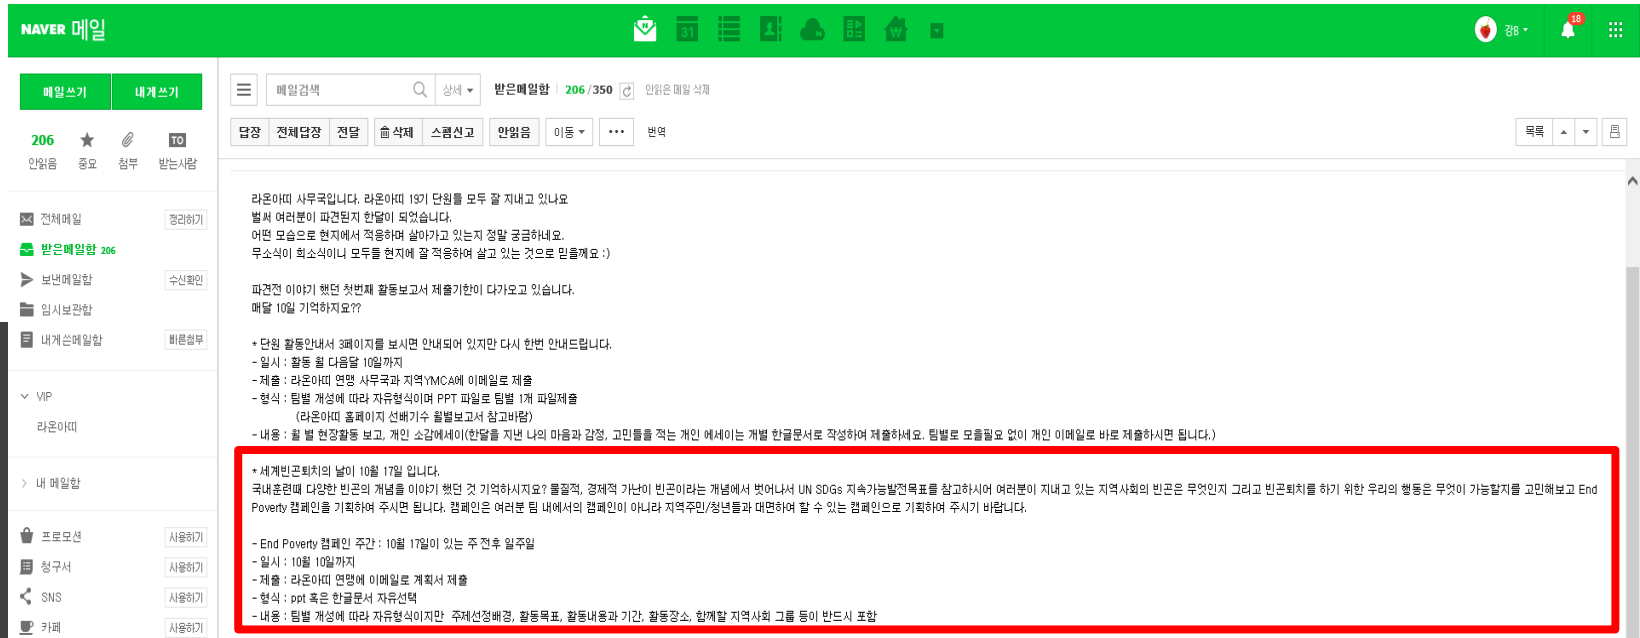 NAVER 메일
31
W
강B
18
메일쓰기
내게쓰기
206
TO
안읽음
중요
첨부
받는사람
전체메일
정리하기
받은메일함 206
보낸메일함
수신확인
임시보관함
내게쓴메일함
빠른첨부
VIP
라온아띠
내 메일함
프로모션
사용하기
청구서
사용하기
SNS
사용하기
카페
사용하기
메일검색
상세
받은메일함
206/350
안읽은 메일 삭제
답장
전체답장
전달
삭제
스팸신고
안읽음
이동
번역
목록
라온아띠 사무국입니다. 라온아띠 19기 단원들 모두 잘 지내고 있나요
벌써 여러분이 파견된지 한달이 되었습니다.
어떤 모습으로 현지에서 적응하며 살아가고 있는지 정말 궁금하네요.
무소식이 희소식이니 모두들 현지에 잘 적응하여 살고 있는 것으로 믿을께요 :)
파견전 이야기 했던 첫번째 활동보고서 제출기한이 다가오고 있습니다.
매달 10일 기억하지요??
* 단원 활동안내서 3페이지를 보시면 안내되어 있지만 다시 한번 안내드립니다.
- 일시 : 활동 월 다음달 10일까지
- 제출 : 라온아띠 연맹 사무국과 지역YMCA에 이메일로 제출
- 형식 : 팀별 개성에 따라 자유형식이며 PPT 파일로 팀별 1개 파일제출
(라온아띠 홈페이지 선배기수 월별보고서 참고바람)
- 내용 : 월 별 현장활동 보고, 개인 소감에세이(한달을 지낸 나의 마음과 감정, 고민들을 적는 개인 에세이는 개별 한글문서로 작성하여 제출하세요. 팀별로 모을필요 없이 개인 이메일로 바로 제출하시면 됩니다.)
* 세계빈곤퇴치의 날이 10월 17일 입니다.
국내훈련때 다양한 빈곤의 개념을 이야기 했던 것 기억하시지요? 물질적, 경제적 가난이 빈곤이라는 개념에서 벗어나서 UN SDGs 지속가능발전목표를 참고하시어 여러분이 지내고 있는 지역사회의 빈곤은 무엇인지 그리고 빈곤퇴치를 하기 위한 우리의 행동은 무엇이 가능할지를 고민해보고 End
Poverty 캠페인을 기획하여 주시면 됩니다. 캠페인은 여러분 팀 내에서의 캠페인이 아니라 지역주민/청년들과 대면하여 할 수 있는 캠페인으로 기획하여 주시기 바랍니다.
- End Poverty 캠페인 주간 : 10월 17일이 있는 주 전후 일주일
- 일시 : 10월 10일까지
- 제출 : 라온아띠 연맹에 이메일로 계획서 제출
- 형식 : ppt 혹은 한글문서 자유선택
- 내용 : 팀별 개성에 따라 자유형식이지만 주제선정배경, 활동목표, 활동내용과 기간, 활동장소, 함께할 지역사회 그룹 등이 반드시 포함